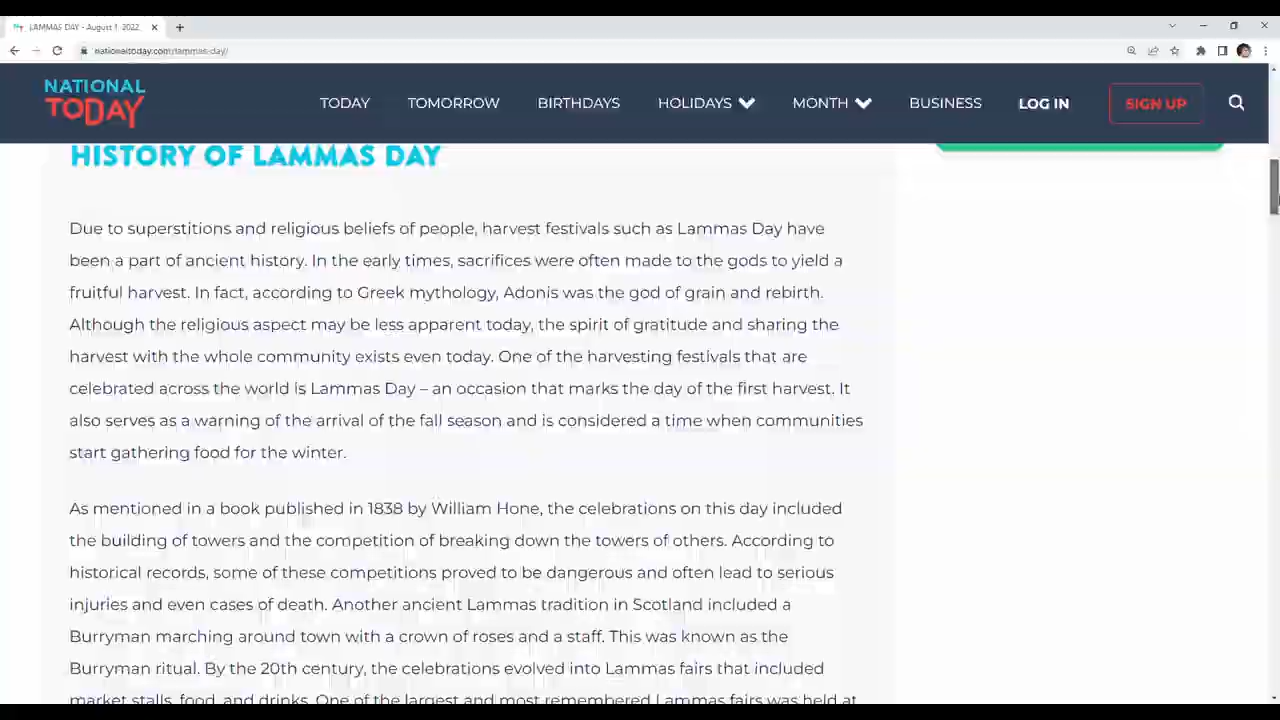 LAMMAS DAY - August 1, 2022
nationaltoday.com/lammas-day/
NATIONAL
TODAY
TODAY
TOMORROW
BIRTHDAYS
HOLIDAYS
MONTH
BUSINESS
LOG IN
SIGN UP
HISTORY OF LAMMAS DAY
Due to superstitions and religious beliefs of people, harvest festivals such as Lammas Day have
been a part of ancient history. In the early times, sacrifices were often made to the gods to yield a
fruitful harvest. In fact, according to Greek mythology, Adonis was the god of grain and rebirth.
Although the religious aspect may be less apparent today, the spirit of gratitude and sharing the
harvest with the whole community exists even today. One of the harvesting festivals that are
celebrated across the world is Lammas Day – an occasion that marks the day of the first harvest. It
also serves as a warning of the arrival of the fall season and is considered a time when communities
start gathering food for the winter.
As mentioned in a book published in 1838 by William Hone, the celebrations on this day included
the building of towers and the competition of breaking down the towers of others. According to
historical records, some of these competitions proved to be dangerous and often lead to serious
injuries and even cases of death. Another ancient Lammas tradition in Scotland included a
Burryman marching around town with a crown of roses and a staff. This was known as the
Burryman ritual. By the 20th century, the celebrations evolved into Lammas fairs that included
market stalls, food, and drinks. One of the largest and most remembered Lammas fairs was held at